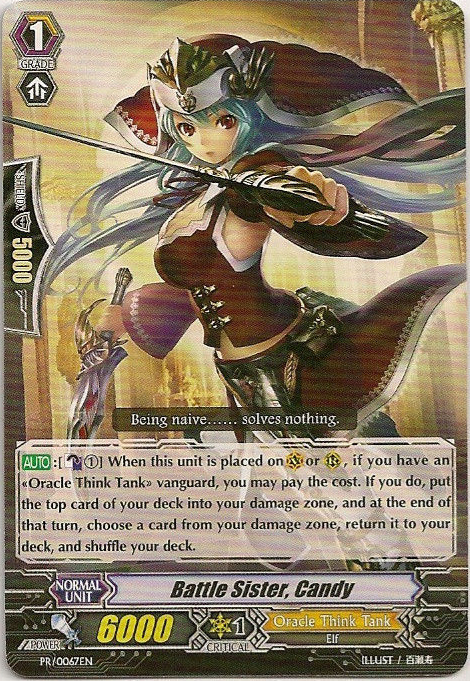 1
GRADE
SHIELD
5000
Being naive...... solves nothing.
AUTO:[①] When this unit is placed on or , if you have an
«Oracle Think Tank» vanguard, you may pay the cost. If you do, put
the top card of your deck into your damage zone, and at the end of
that turn, choose a card from your damage zone, return it to your
deck, and shuffle your deck.
NORMAL
UNIT
Battle Sister, Candy
POWER
6000
1
CRITICAL
Oracle Think Tank
Elf
PR/0067EN
ILLUST / 百瀬寿